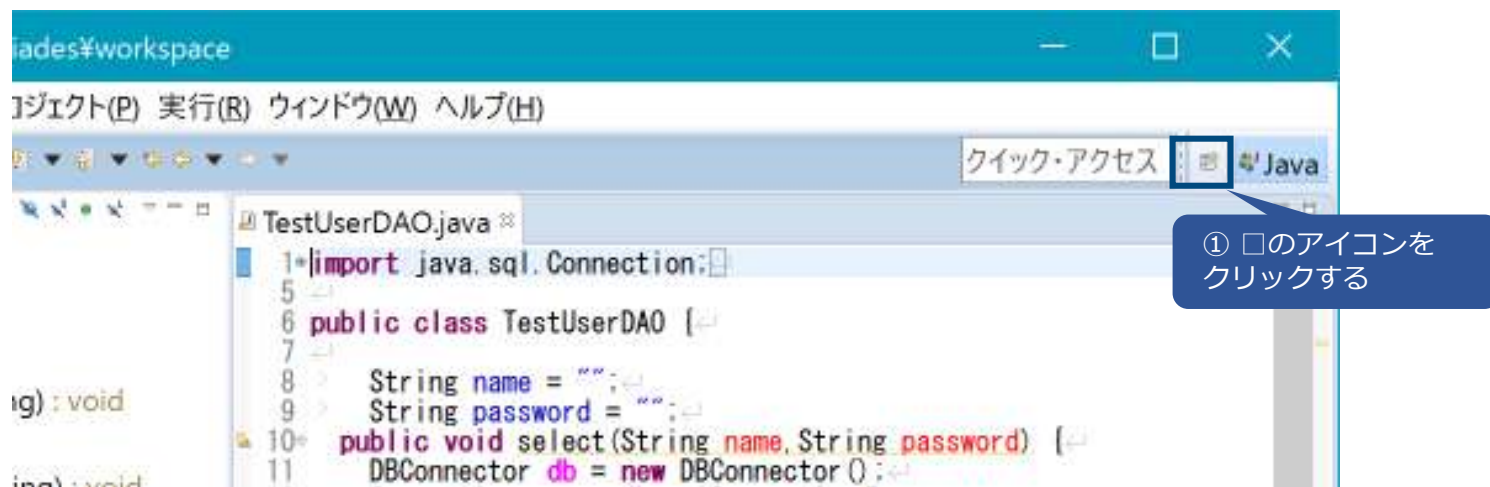 iades¥workspace
ロジェクト(P) 実行(R) ウィンドウ(W) ヘルプ(H)
クイック・アクセス
Java
TestUserDAO.java
① □のアイコンを
クリックする
1 import java.sql.Connection;
5
6 public class TestUserDAO {
7
8 String name = "";
9 String password = "";
10 public void select(String name,String password) {
11 DBConnector db = new DBConnector();
ng) : void
ing) : void